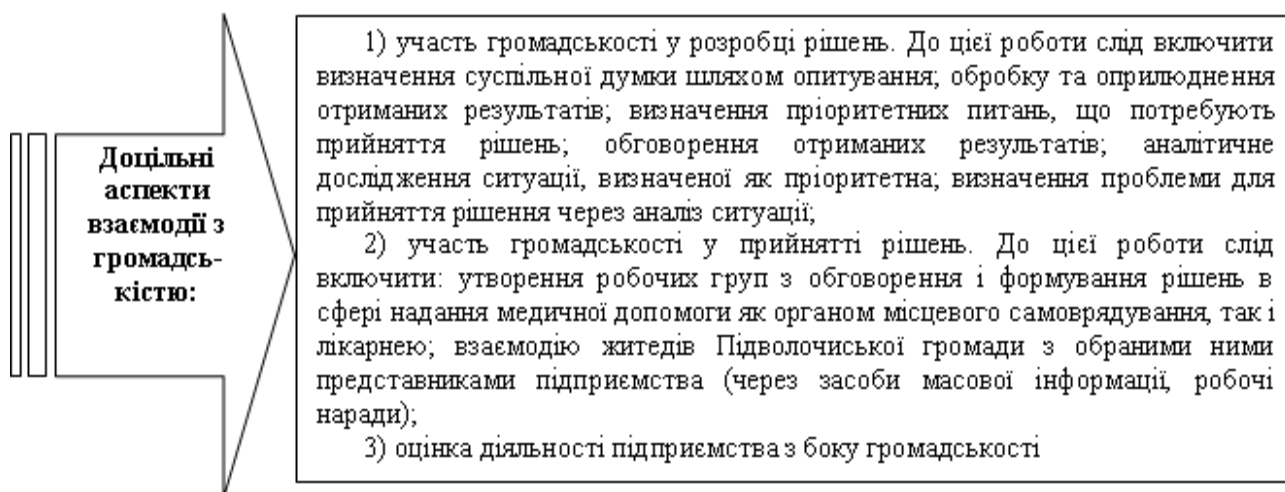 Доцільні
аспекти
взаємодії з
громадсь-
кістю:
1) участь громадськості у розробці рішень. До цієї роботи слід включити
визначення суспільної думки шляхом опитування; обробку та оприлюднення
отриманих результатів; визначення пріоритетних питань, що потребують
прийняття рішень; обговорення отриманих результатів; аналітичне
дослідження ситуації, визначеної як пріоритетна; визначення проблеми для
прийняття рішення через аналіз ситуації;
2) участь громадськості у прийнятті рішень. До цієї роботи слід
включити: утворення робочих груп з обговорення і формування рішень в
сфері надання медичної допомоги як органом місцевого самоврядування, так і
лікарнею; взаємодію житедів Підволочиської громади з обраними ними
представниками підприємства (через засоби масової інформації, робочі
наради);
3) оцінка діяльності підприємства з боку громадськості